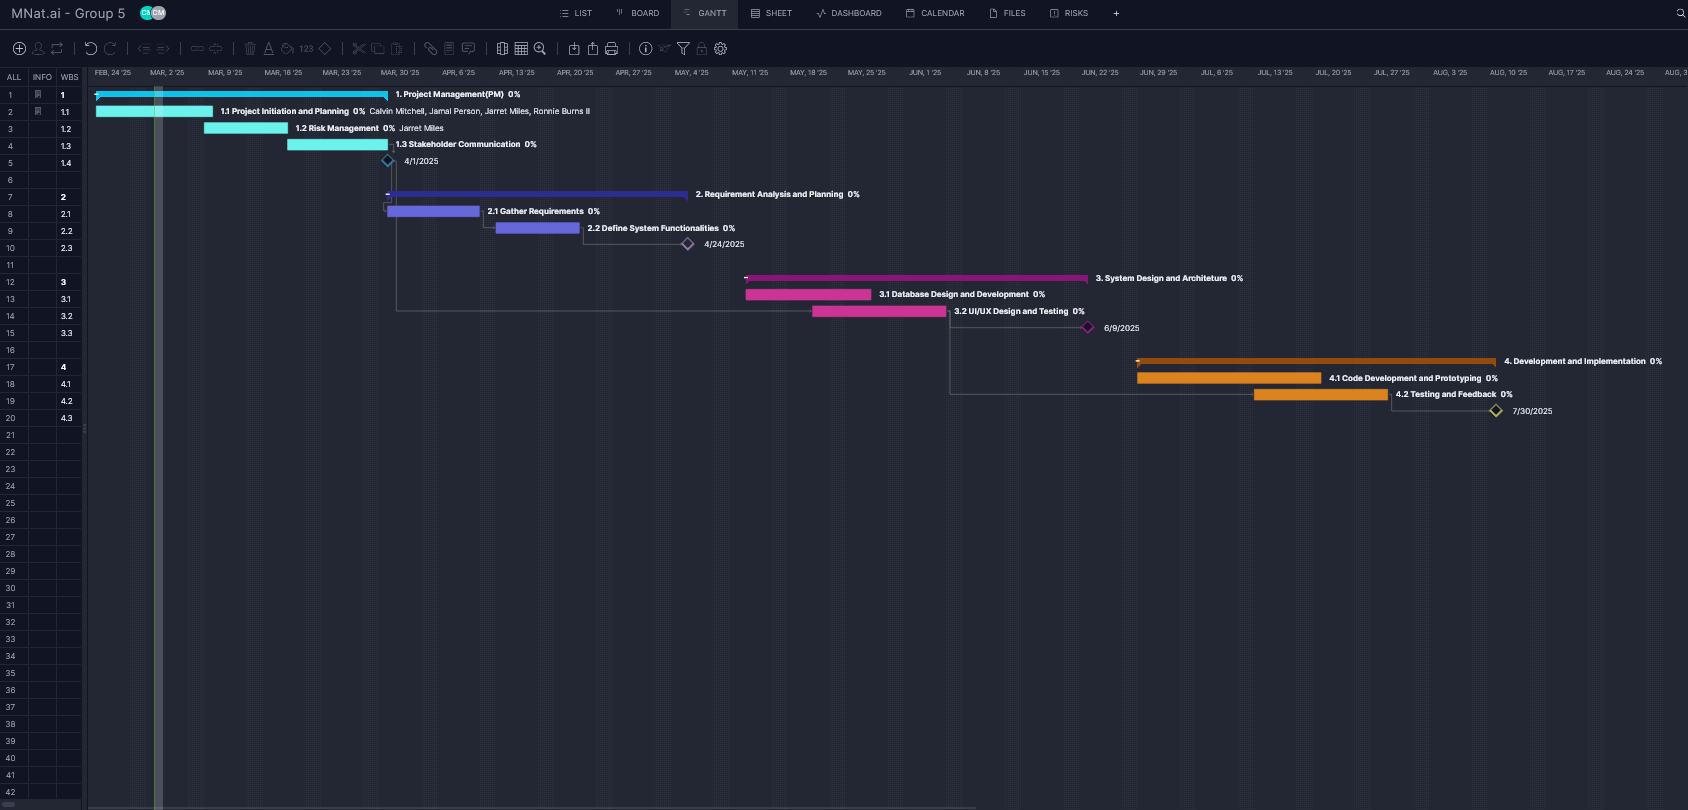 MNat.ai - Group 5 CM CM
LIST BOARD GANTT SHEET DASHBOARD CALENDAR FILES RISKS +
123
ALL INFO WBS FEB, 24 '25 MAR, 2 '25 MAR, 9 '25 MAR, 16 '25 MAR, 23 '25 MAR, 30 '25 APR, 6 '25 APR, 13 '25 APR, 20 '25 APR, 27 '25 MAY, 4 '25 MAY, 11 '25 MAY, 18 '25 MAY, 25 '25 JUN, 1 '25 JUN, 8 '25 JUN, 15 '25 JUN, 22 '25 JUN, 29 '25 JUL, 6 '25 JUL, 13 '25 JUL, 20 '25 JUL, 27 '25 AUG, 3 '25 AUG, 10 '25 AUG, 17 '25 AUG, 24 '25 AUG, 3
1 1 1. Project Management(PM) 0%
2 1.1 1.1 Project Initiation and Planning 0% Calvin Mitchell, Jamal Person, Jarret Miles, Ronnie Burns II
3 1.2 1.2 Risk Management 0% Jarret Miles
4 1.3 1.3 Stakeholder Communication 0%
5 1.4 4/1/2025
6
7 2 2. Requirement Analysis and Planning 0%
8 2.1 2.1 Gather Requirements 0%
9 2.2 2.2 Define System Functionalities 0%
10 2.3 4/24/2025
11
12 3 3. System Design and Architeture 0%
13 3.1 3.1 Database Design and Development 0%
14 3.2 3.2 UI/UX Design and Testing 0%
15 3.3 6/9/2025
16
17 4 4. Development and Implementation 0%
18 4.1 4.1 Code Development and Prototyping 0%
19 4.2 4.2 Testing and Feedback 0%
20 4.3 7/30/2025
21
22
23
24
25
26
27
28
29
30
31
32
33
34
35
36
37
38
39
40
41
42